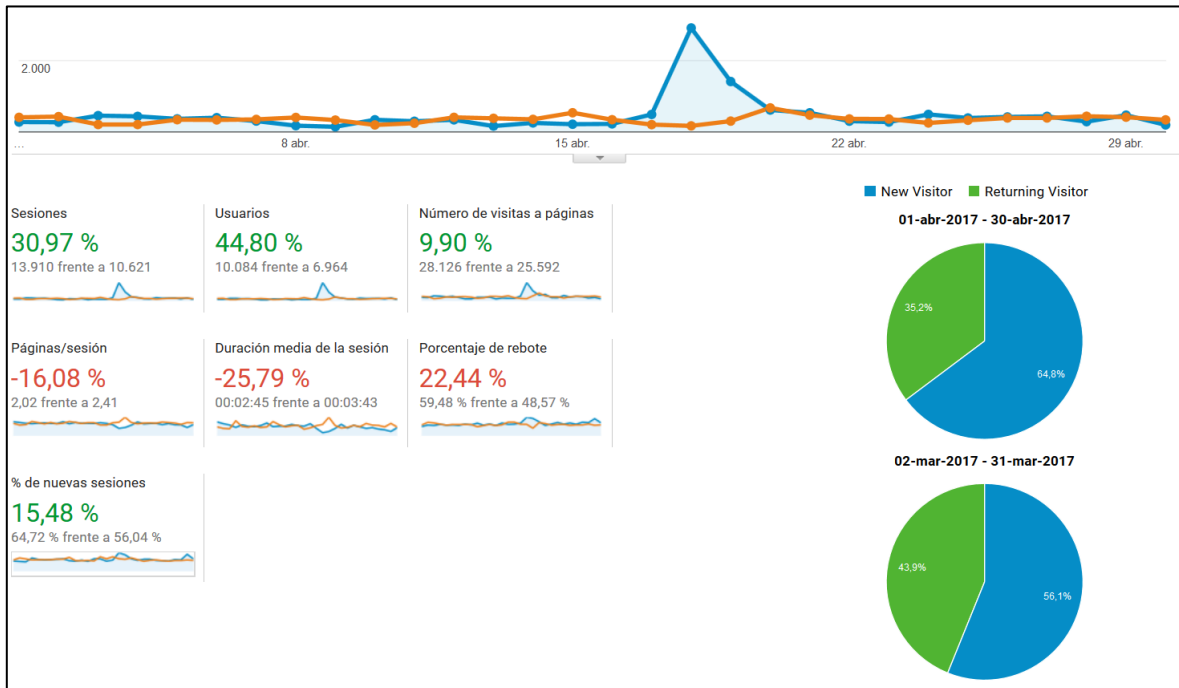 2.000
...
8 abr.
15 abr.
22 abr.
29 abr.
New Visitor
Returning Visitor
01-abr-2017 - 30-abr-2017
35,2%
64,8%
02-mar-2017 - 31-mar-2017
43,9%
56,1%
Sesiones
30,97 %
13.910 frente a 10.621
Usuarios
44,80 %
10.084 frente a 6.964
Número de visitas a páginas
9,90 %
28.126 frente a 25.592
Páginas/sesión
-16,08 %
2,02 frente a 2,41
Duración media de la sesión
-25,79 %
00:02:45 frente a 00:03:43
Porcentaje de rebote
22,44 %
59,48 % frente a 48,57 %
% de nuevas sesiones
15,48 %
64,72 % frente a 56,04 %